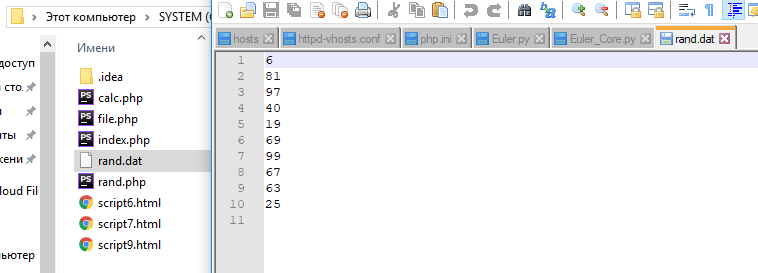 Этот компьютер
SYSTEM (
Имени
.idea
calc.php
file.php
index.php
rand.dat
rand.php
script6.html
script7.html
script9.html
доступ
сто.
ы
нты
жени
loud Fil
ьютер
hosts
httpd-vhosts.conf
php.ini
Euler.py
Euler_Core.py
rand.dat
1 6
2 81
3 97
4 40
5 19
6 69
7 99
8 67
9 63
10 25
11